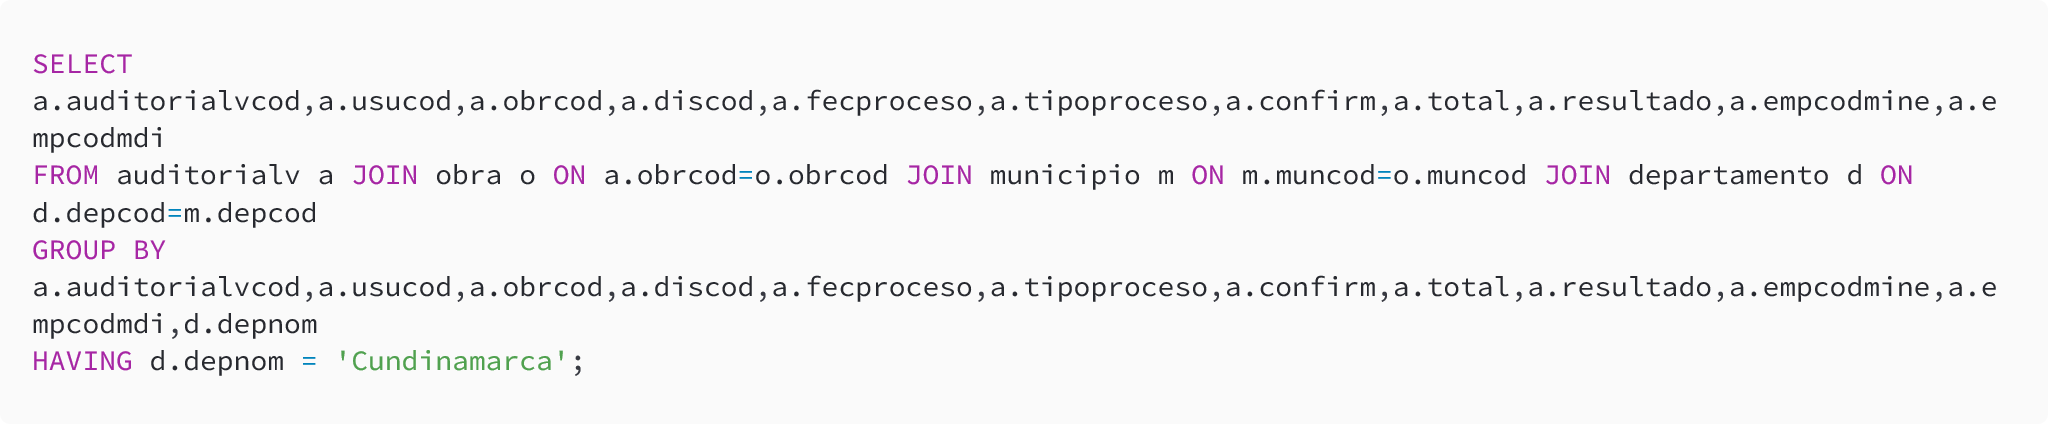 SELECT
a.auditorialvcod,a.usucod,a.obrcod,a.discod,a.fecproceso,a.tipoproceso,a.confirm,a.total,a.resultado,a.empcodmine,a.e
mpcodmdi
FROM auditorialv a JOIN obra o ON a.obrcod=o.obrcod JOIN municipio m ON m.muncod=o.muncod JOIN departamento d ON
d.depcod=m.depcod
GROUP BY
a.auditorialvcod,a.usucod,a.obrcod,a.discod,a.fecproceso,a.tipoproceso,a.confirm,a.total,a.resultado,a.empcodmine,a.e
mpcodmdi,d.depnom
HAVING d.depnom = 'Cundinamarca';